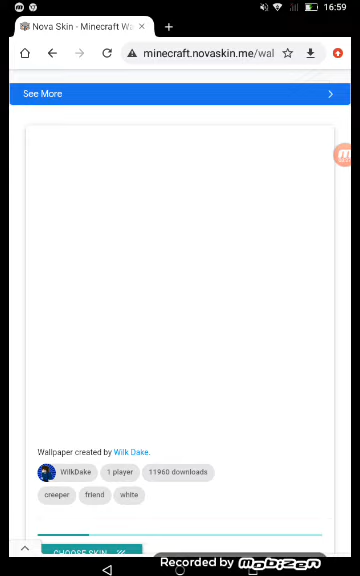 16:59
Nova Skin - Minecraft Wa
minecraft.novaskin.me/wal
See More
Wallpaper created by Wilk Dake.
WilkDake 1 player 11960 downloads
creeper friend white
CHOOSE SKIN
Recorded by mobizen